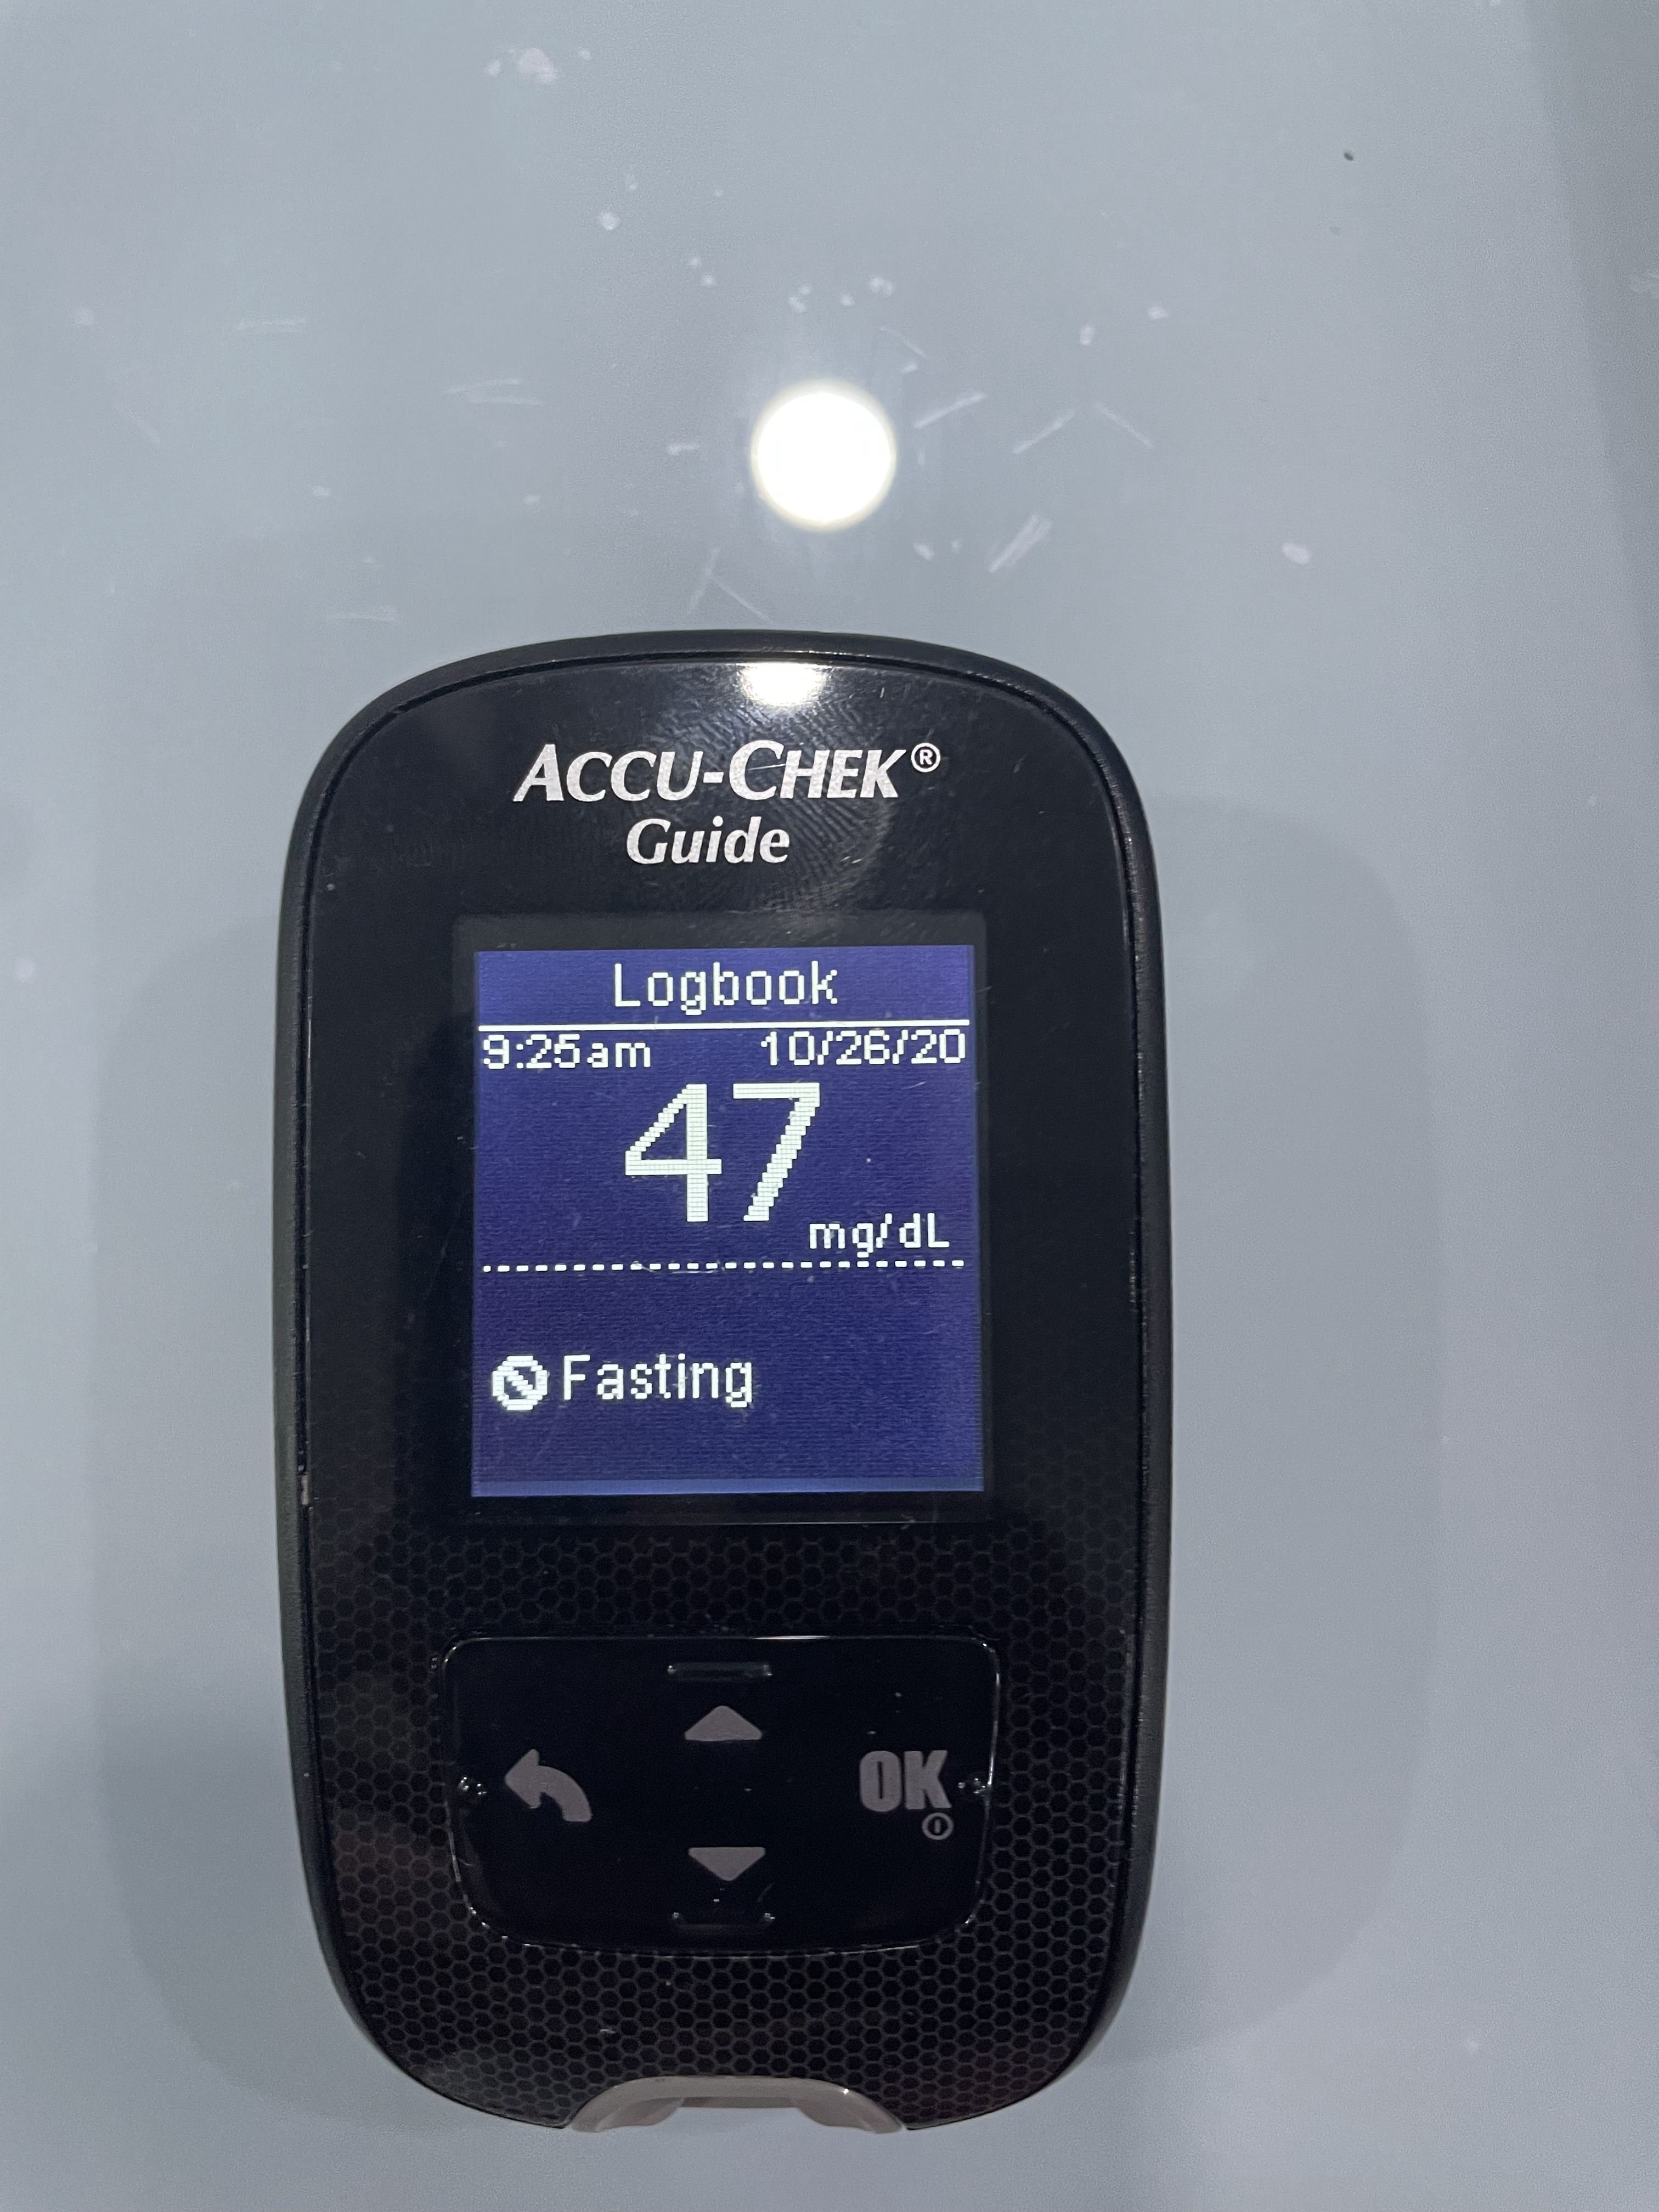 ACCU-CHEK®
Guide
Logbook
9:25am 10/26/20
47
mg/dL
Fasting
OK